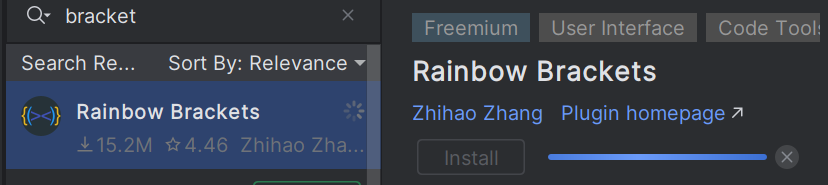 bracket
Search Re... Sort By: Relevance
Rainbow Brackets
15.2M 4.46 Zhihao Zha...
Freemium User Interface Code Tools
Rainbow Brackets
Zhihao Zhang Plugin homepage ↗
Install